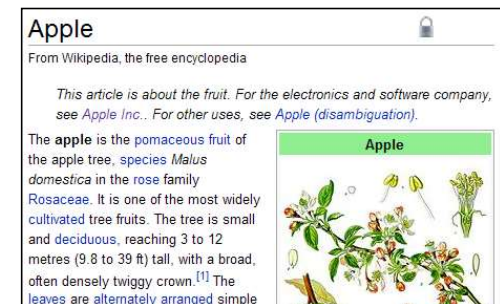 Apple
From Wikipedia, the free encyclopedia
This article is about the fruit. For the electronics and software company,
see Apple Inc.. For other uses, see Apple (disambiguation).
The apple is the pomaceous fruit of
the apple tree, species Malus
domestica in the rose family
Rosaceae. It is one of the most widely
cultivated tree fruits. The tree is small
and deciduous, reaching 3 to 12
metres (9.8 to 39 ft) tall, with a broad,
often densely twiggy crown.[1] The
leaves are alternately arranged simple
Apple